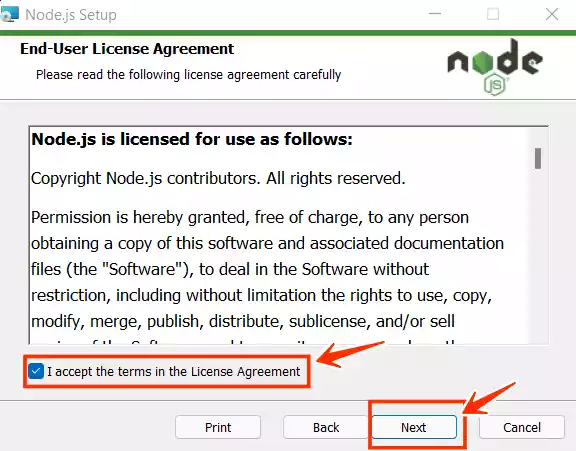 Node.js Setup
End-User License Agreement
Please read the following license agreement carefully
node
JS
Node.js is licensed for use as follows:
Copyright Node.js contributors. All rights reserved.
Permission is hereby granted, free of charge, to any person
obtaining a copy of this software and associated documentation
files (the "Software"), to deal in the Software without
restriction, including without limitation the rights to use, copy,
modify, merge, publish, distribute, sublicense, and/or sell
I accept the terms in the License Agreement
Print
Back
Next
Cancel